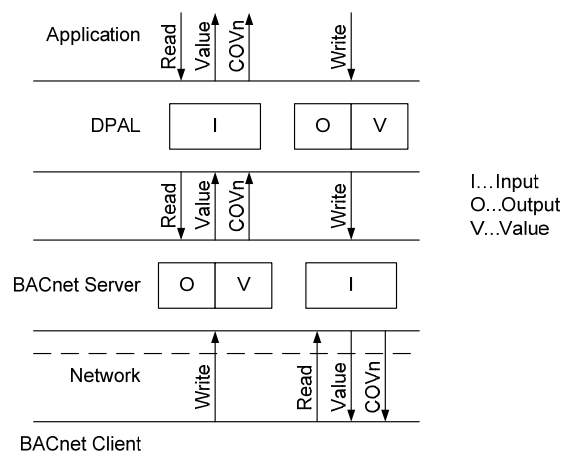 Application
Read
Value
COVn
Write
DPAL
I
O
V
Read
Value
COVn
Write
I...Input
O...Output
V...Value
BACnet Server
O
V
I
Network
Write
Read
Value
COVn
BACnet Client